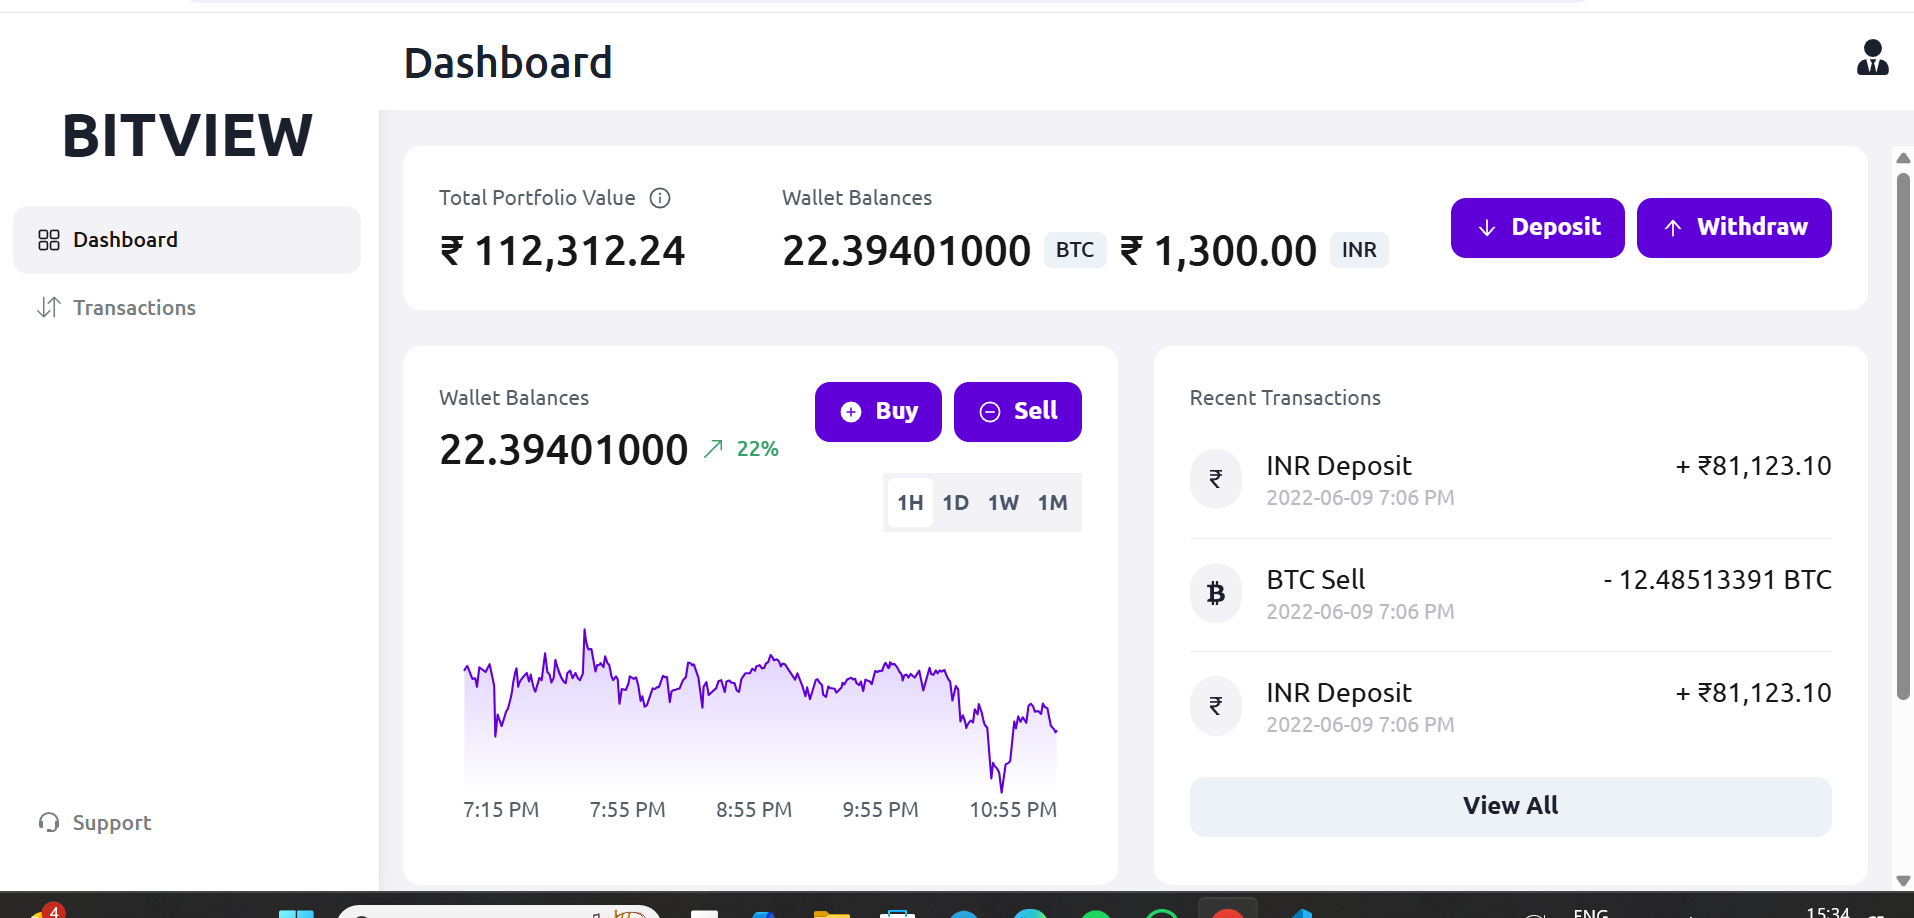 Dashboard
BITVIEW
Dashboard
Transactions
Support
Total Portfolio Value
₹ 112,312.24
Wallet Balances
22.39401000 BTC ₹ 1,300.00 INR
Deposit
Withdraw
Wallet Balances
22.39401000 22%
Buy
Sell
1H 1D 1W 1M
7:15 PM 7:55 PM 8:55 PM 9:55 PM 10:55 PM
Recent Transactions
INR Deposit + ₹81,123.10
2022-06-09 7:06 PM
BTC Sell - 12.48513391 BTC
2022-06-09 7:06 PM
INR Deposit + ₹81,123.10
2022-06-09 7:06 PM
View All
4
ENG
15:34